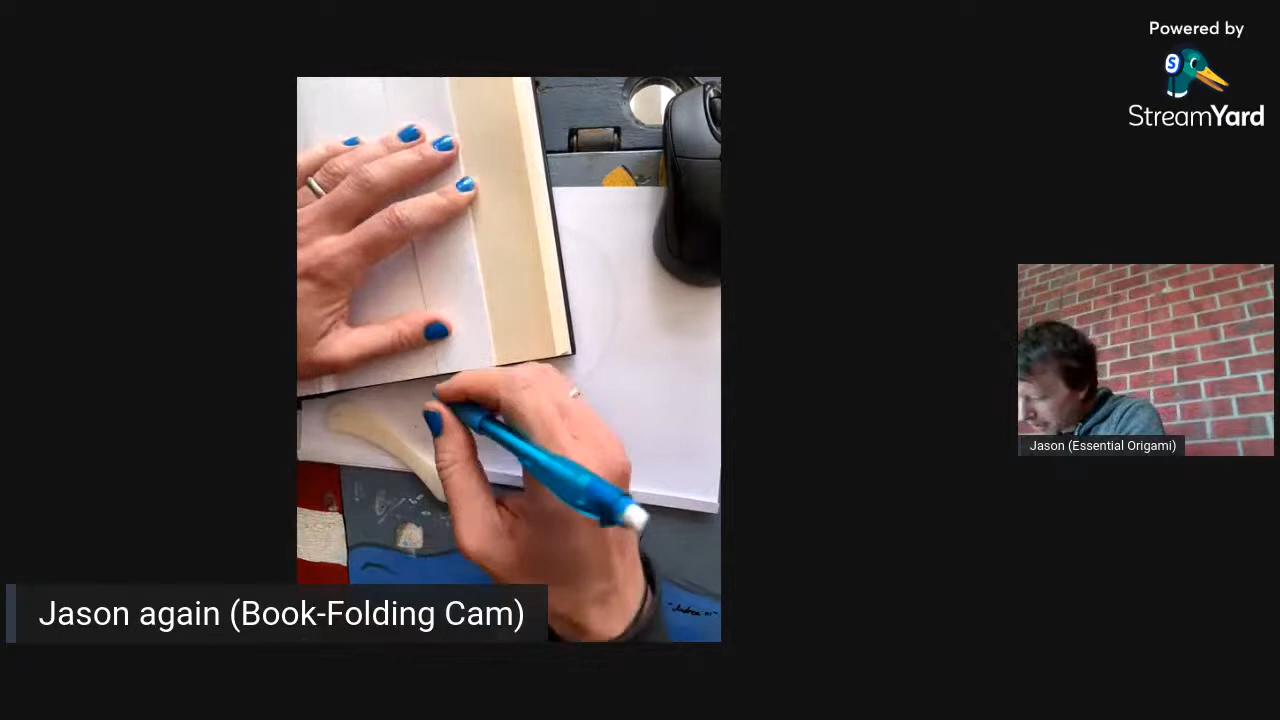 Powered by
S
StreamYard
Jason (Essential Origami)
Jason again (Book-Folding Cam)